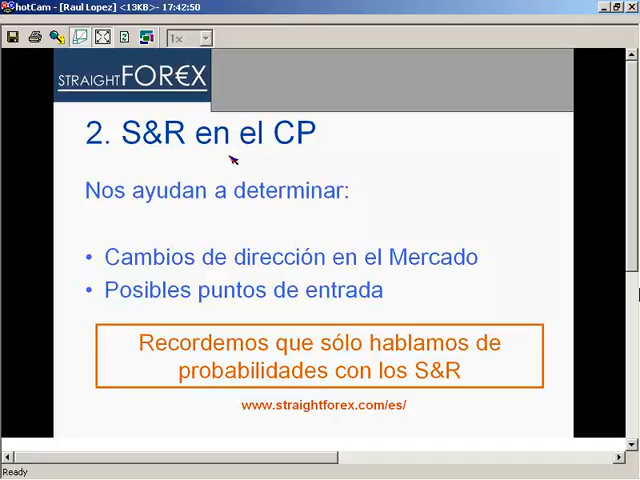 hotCam - [Raul Lopez] <13KB> - 17:42:50
1x
STRAIGHTFOR€X
2. S&R en el CP
Nos ayudan a determinar:
• Cambios de dirección en el Mercado
• Posibles puntos de entrada
Recordemos que sólo hablamos de
probabilidades con los S&R
www.straightforex.com/es/
Ready